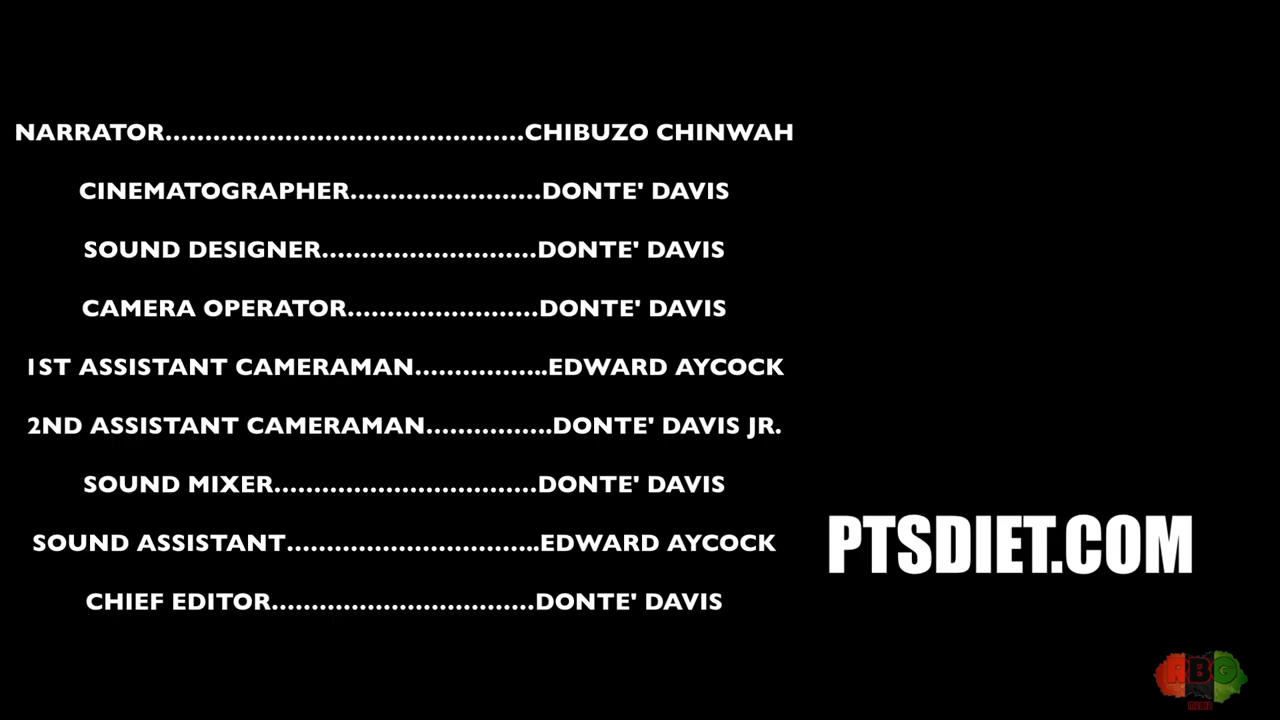 NARRATOR.............................................CHIBUZO CHINWAH
CINEMATOGRAPHER........................DONTE' DAVIS
SOUND DESIGNER...........................DONTE' DAVIS
CAMERA OPERATOR........................DONTE' DAVIS
1ST ASSISTANT CAMERAMAN.................EDWARD AYCOCK
2ND ASSISTANT CAMERAMAN................DONTE' DAVIS JR.
SOUND MIXER.................................DONTE' DAVIS
SOUND ASSISTANT................................EDWARD AYCOCK
CHIEF EDITOR.................................DONTE' DAVIS
PTSDIET.COM
RBG
MEDIA